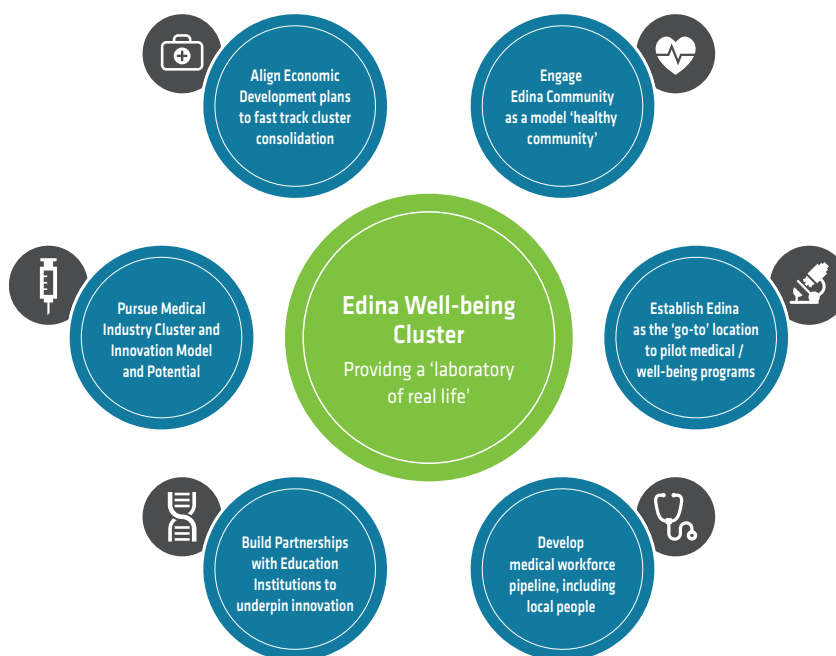 Align Economic
Development plans
to fast track cluster
consolidation
Engage
Edina Community
as a model ‘healthy
community’
Pursue Medical
Industry Cluster and
Innovation Model
and Potential
Edina Well-being
Cluster
Providng a ‘laboratory
of real life’
Establish Edina
as the ‘go-to’ location
to pilot medical /
well-being programs
Build Partnerships
with Education
Institutions to
underpin innovation
Develop
medical workforce
pipeline, including
local people